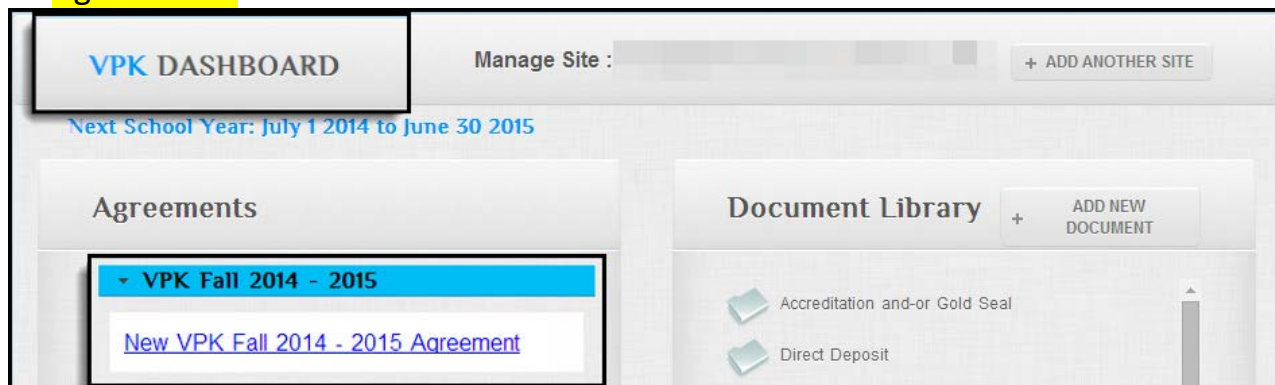 VPK DASHBOARD
Manage Site :
+ ADD ANOTHER SITE
Next School Year: July 1 2014 to June 30 2015
Agreements
VPK Fall 2014 - 2015
New VPK Fall 2014 - 2015 Agreement
Document Library
+ ADD NEW
DOCUMENT
Accreditation and-or Gold Seal
Direct Deposit